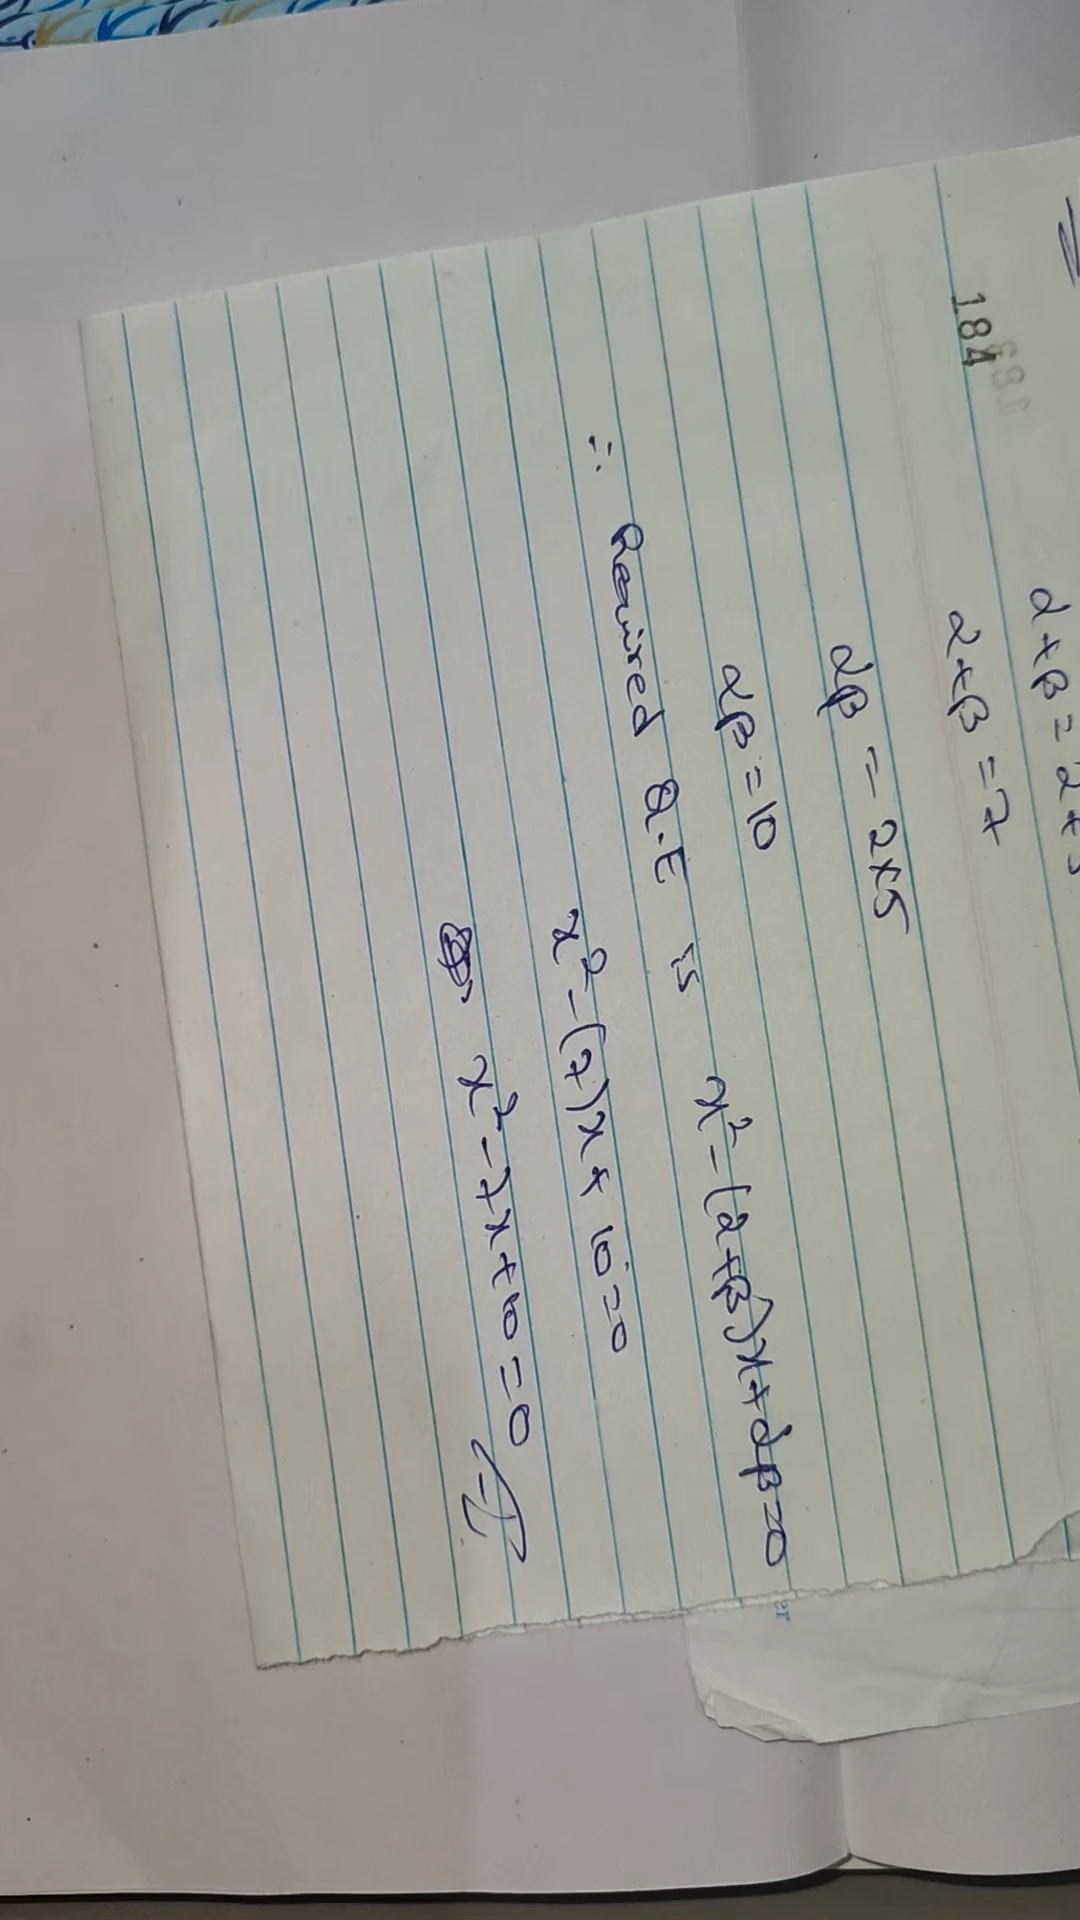 184
α+β = 2+5
α+β = 7
αβ = 2×5
αβ = 10
∴ Required Q.E is x² - (α+β)x + αβ = 0
x² - (7)x + 10 = 0
x² - 7x + 10 = 0